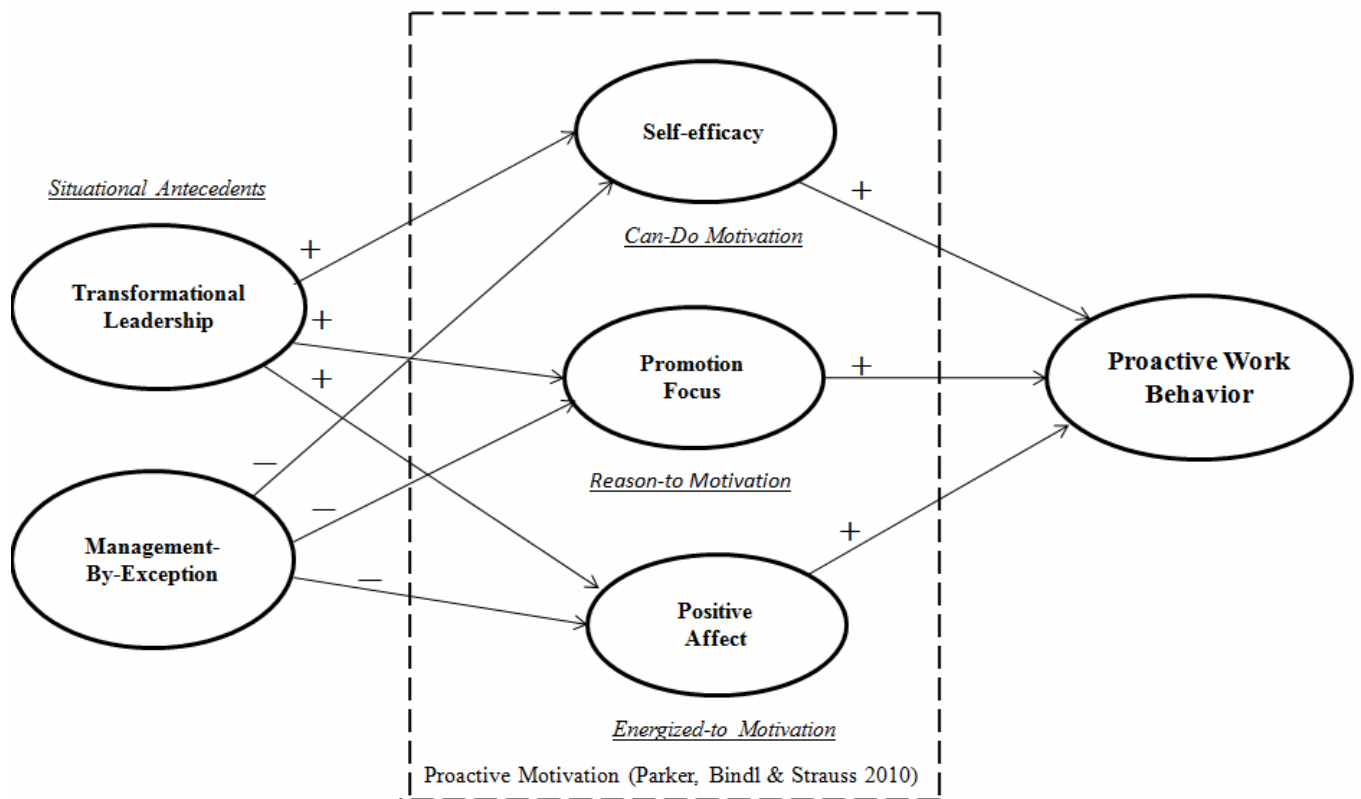 Situational Antecedents
Transformational
Leadership
Management-
By-Exception
+
+
+
–
–
–
Self-efficacy
Can-Do Motivation
Promotion
Focus
Reason-to Motivation
Positive
Affect
Energized-to Motivation
Proactive Motivation (Parker, Bindl & Strauss 2010)
+
+
+
Proactive Work
Behavior